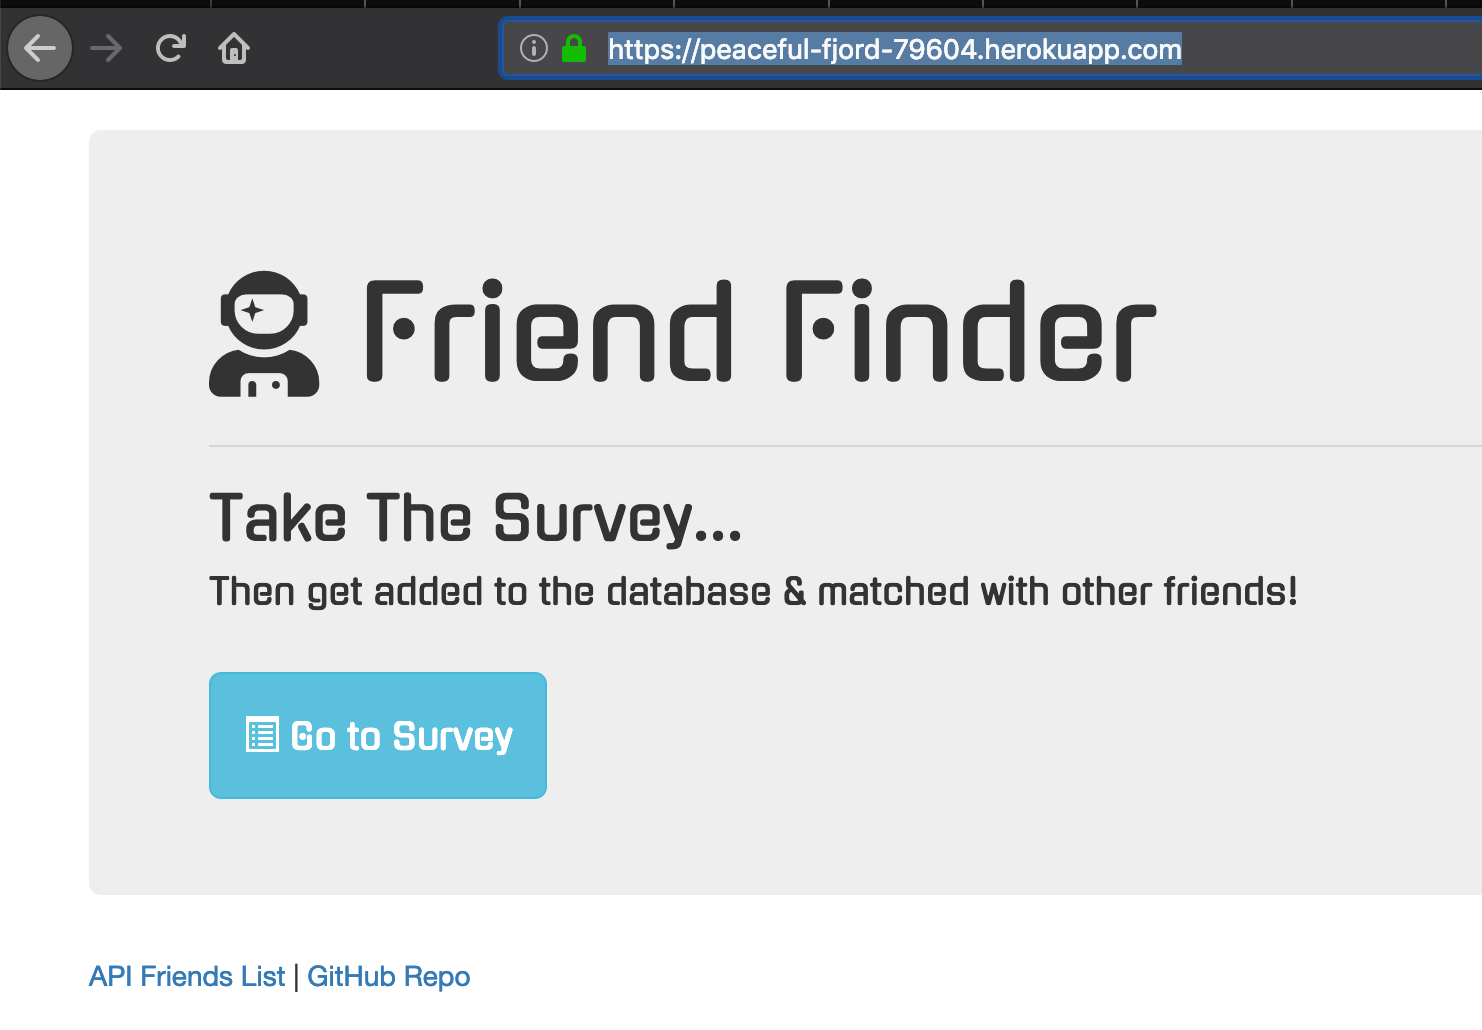 https://peaceful-fjord-79604.herokuapp.com
Friend Finder
Take The Survey...
Then get added to the database & matched with other friends!
Go to Survey
API Friends List | GitHub Repo